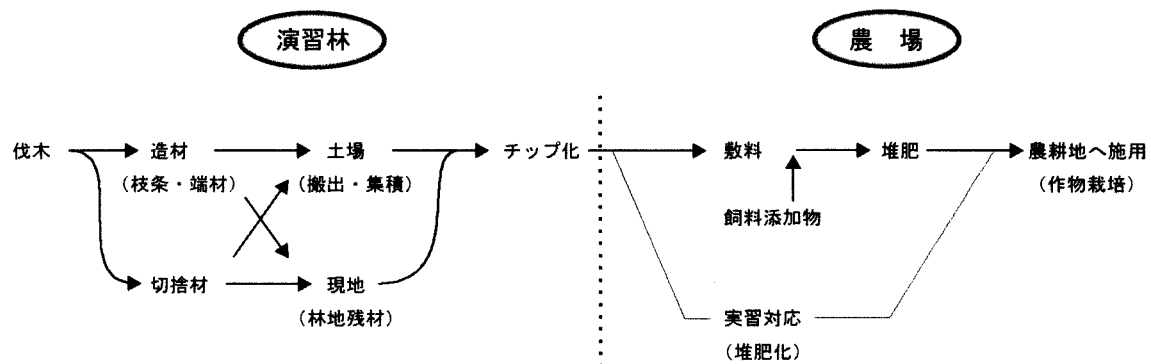 演習林
農 場
伐木
造材
土場
チップ化
敷料
堆肥
農耕地へ施用
(枝条・端材)
(搬出・集積)
(作物栽培)
飼料添加物
切捨材
現地
(林地残材)
実習対応
(堆肥化)